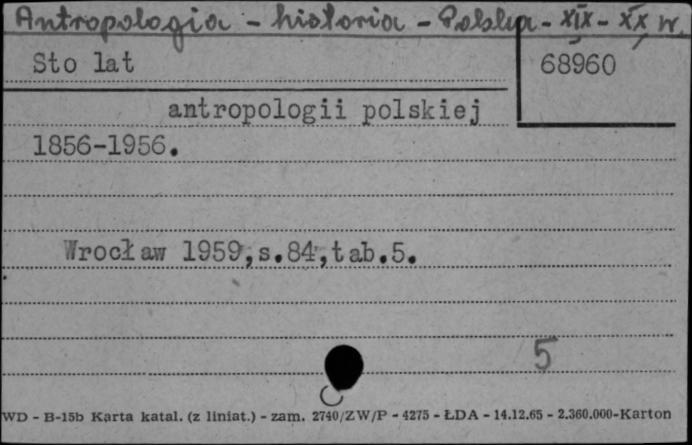 Antropologia - historia - Polska - XIX - XX w.
Sto lat
68960
antropologii polskiej
1856-1956.
Wrocław 1959,s.84,tab.5.
5
WD - B-15b Karta katal. (z liniat.) - zam. 2740/ZW/P - 4275 - ŁDA - 14.12.65 - 2.360.000-Karton